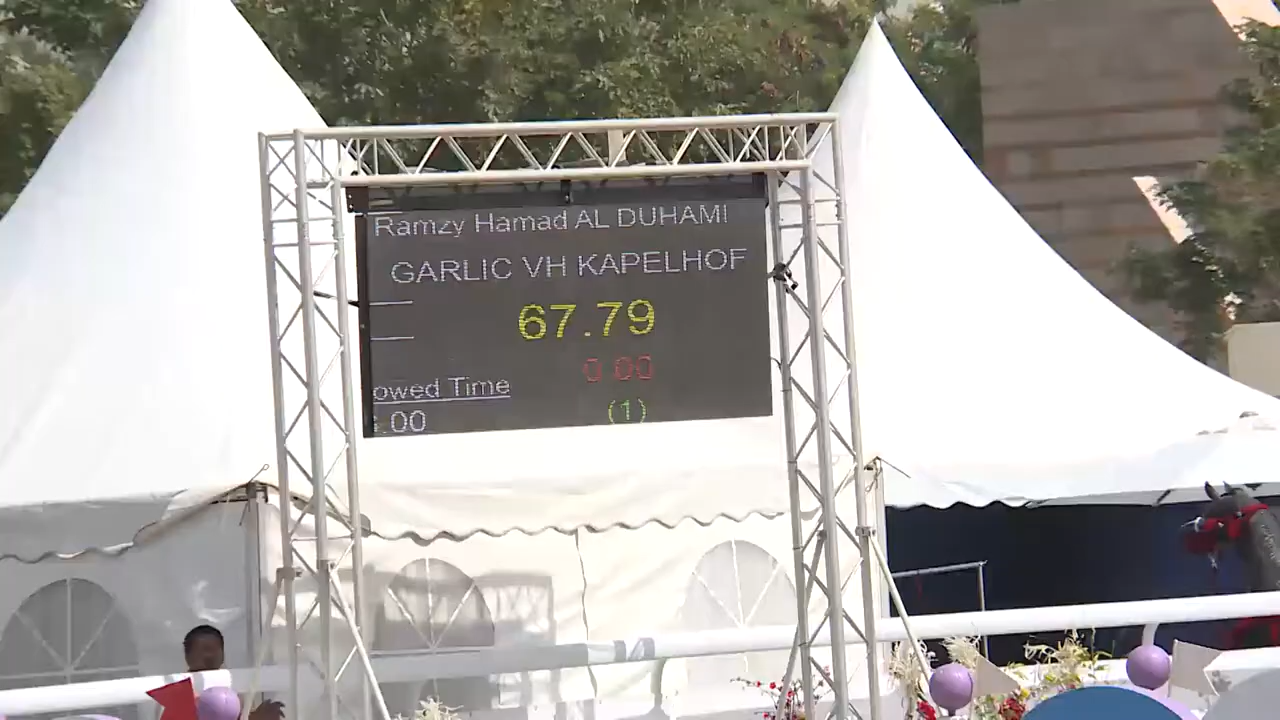 Ramzy Hamad AL DUHAMI
GARLIC VH KAPELHOF
67.79
0.00
owed Time
.00
(1)